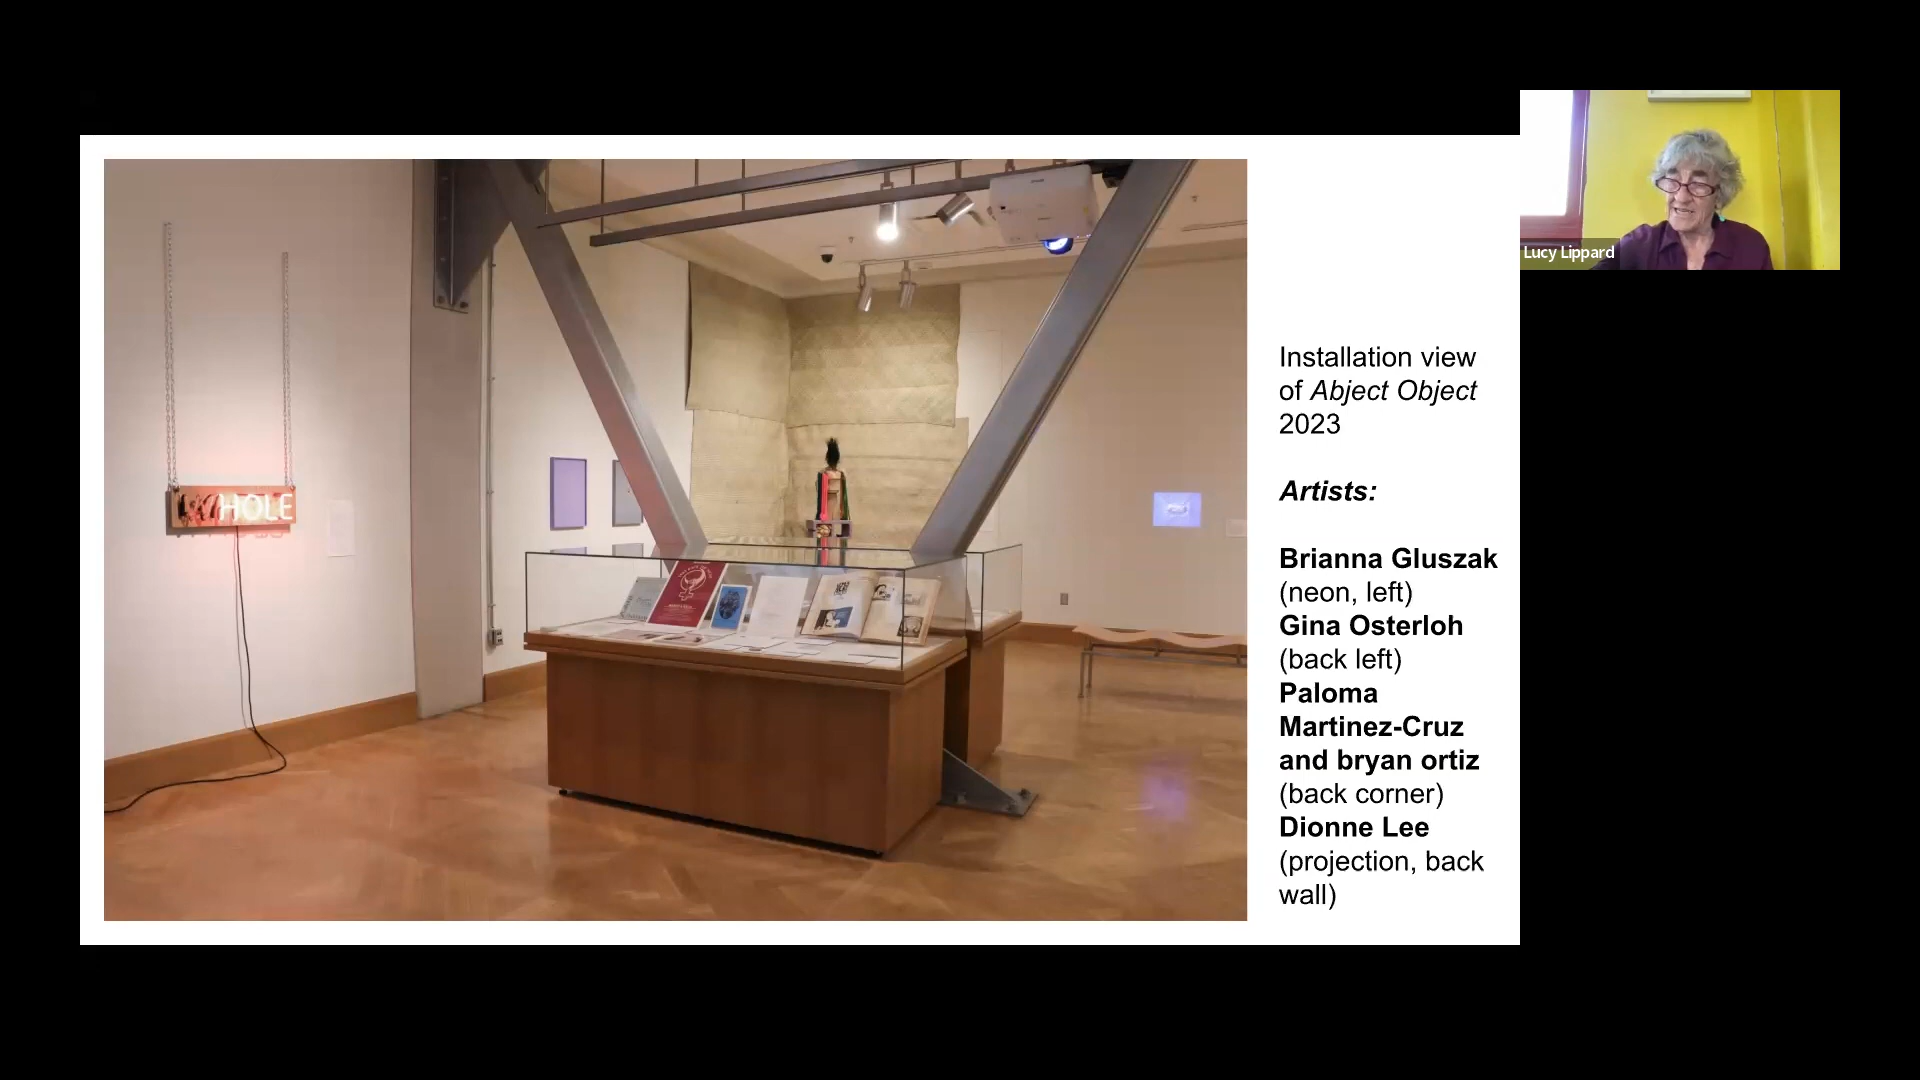 HOLE
Installation view
of Abject Object
2023
Artists:
Brianna Gluszak
(neon, left)
Gina Osterloh
(back left)
Paloma
Martinez-Cruz
and bryan ortiz
(back corner)
Dionne Lee
(projection, back
wall)
Lucy Lippard